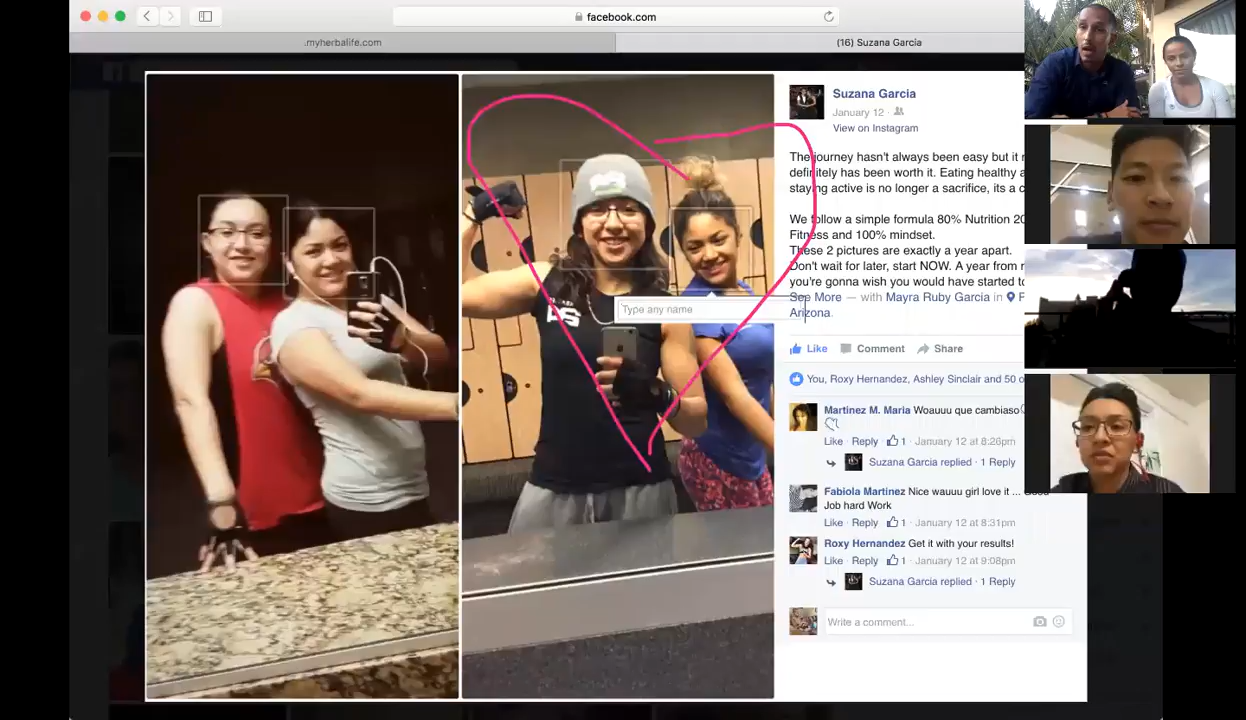 facebook.com
.myherbalife.com
(16) Suzana Garcia
Suzana Garcia
January 12
View on Instagram
The journey hasn't always been easy but it
definitely has been worth it. Eating healthy
staying active is no longer a sacrifice, its a
We follow a simple formula 80% Nutrition 20
Fitness and 100% mindset.
These 2 pictures are exactly a year apart.
Don't wait for later, start NOW. A year from
you're gonna wish you would have started
See More — with Mayra Ruby Garcia in
Arizona.
Type any name
Like Comment Share
You, Roxy Hernandez, Ashley Sinclair and 50
Martinez M. Maria Woauuu que cambiaso
Like · Reply · 1 · January 12 at 8:26pm
Suzana Garcia replied · 1 Reply
Fabiola Martinez Nice wauuu girl love it ... Good
Job hard Work
Like · Reply · 1 · January 12 at 8:31pm
Roxy Hernandez Get it with your results!
Like · Reply · 1 · January 12 at 9:08pm
Suzana Garcia replied · 1 Reply
Write a comment...